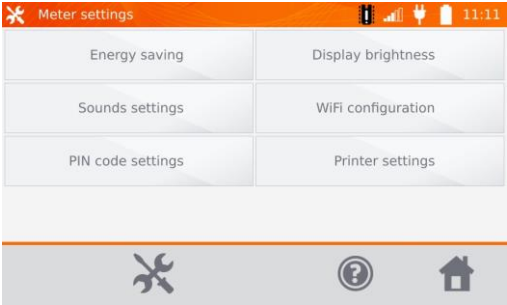 Meter settings 11:11
Energy saving Display brightness
Sounds settings WiFi configuration
PIN code settings Printer settings
?